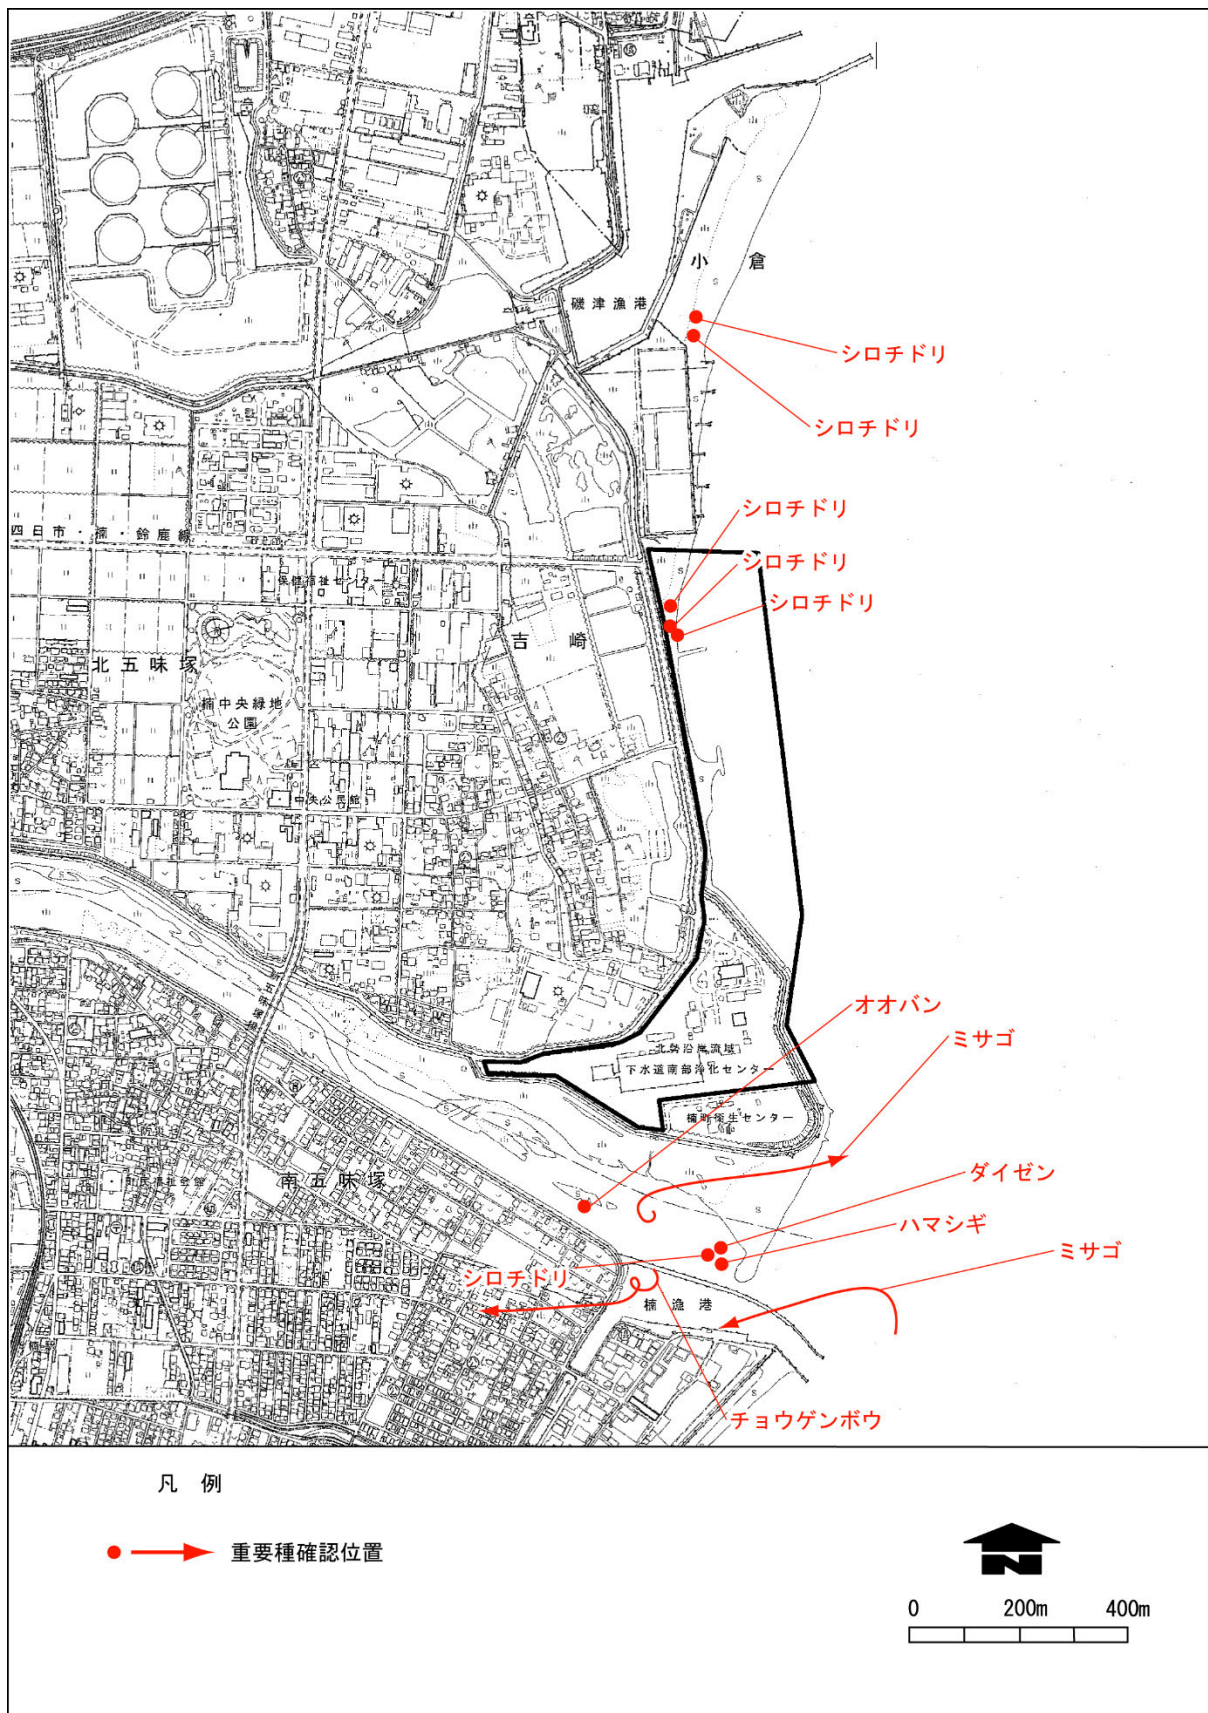 小倉
磯津漁港
シロチドリ
シロチドリ
シロチドリ
四日市・楠・鈴鹿線
シロチドリ
保健福祉センター
シロチドリ
吉崎
北五味塚
楠中央緑地
公園
中央公民館
オオバン
ミサゴ
北勢沿岸流域
下水道南部浄化センター
楠町衛生センター
ダイゼン
南五味塚
ハマシギ
ミサゴ
シロチドリ
楠漁港
チョウゲンボウ
凡例
重要種確認位置
N
0 200m 400m